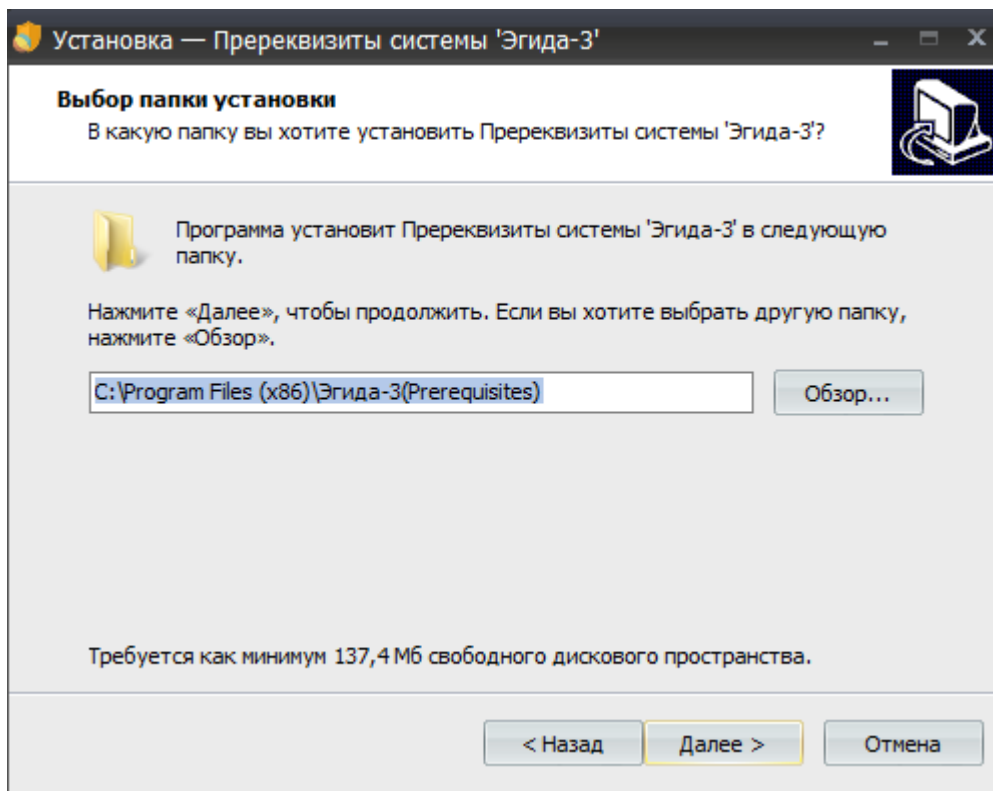 Установка — Пререквизиты системы 'Эгида-3'
Выбор папки установки
В какую папку вы хотите установить Пререквизиты системы 'Эгида-3'?
Программа установит Пререквизиты системы 'Эгида-3' в следующую
папку.
Нажмите «Далее», чтобы продолжить. Если вы хотите выбрать другую папку,
нажмите «Обзор».
C:\Program Files (x86)\Эгида-3(Prerequisites)
Обзор...
Требуется как минимум 137,4 Мб свободного дискового пространства.
< Назад
Далее >
Отмена